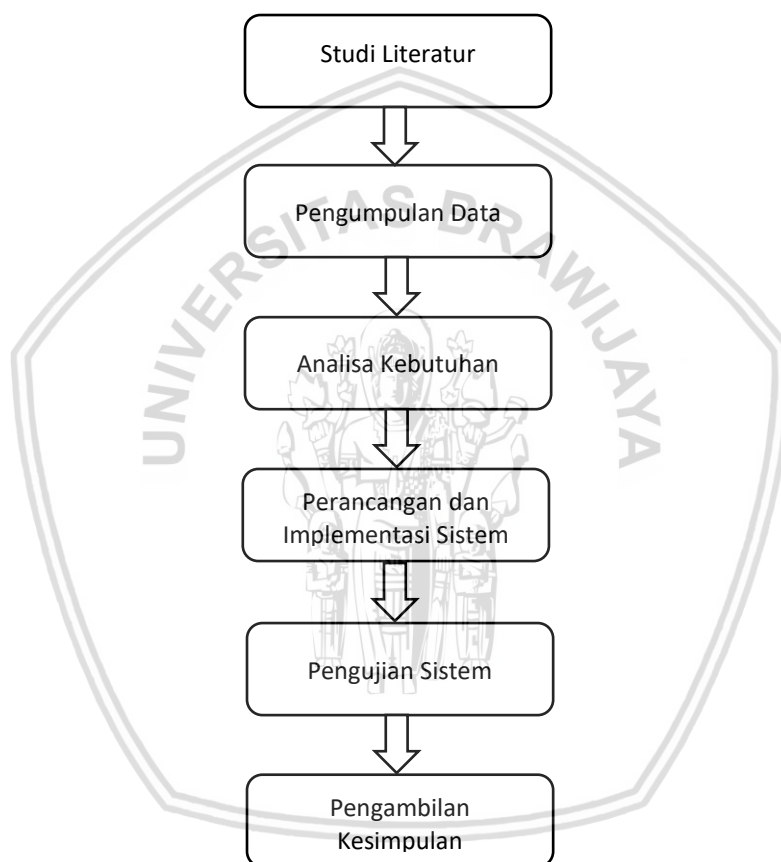 Studi Literatur
UNIVERSITAS BRAWIJAYA
Pengumpulan Data
Analisa Kebutuhan
Perancangan dan
Implementasi Sistem
Pengujian Sistem
Pengambilan
Kesimpulan